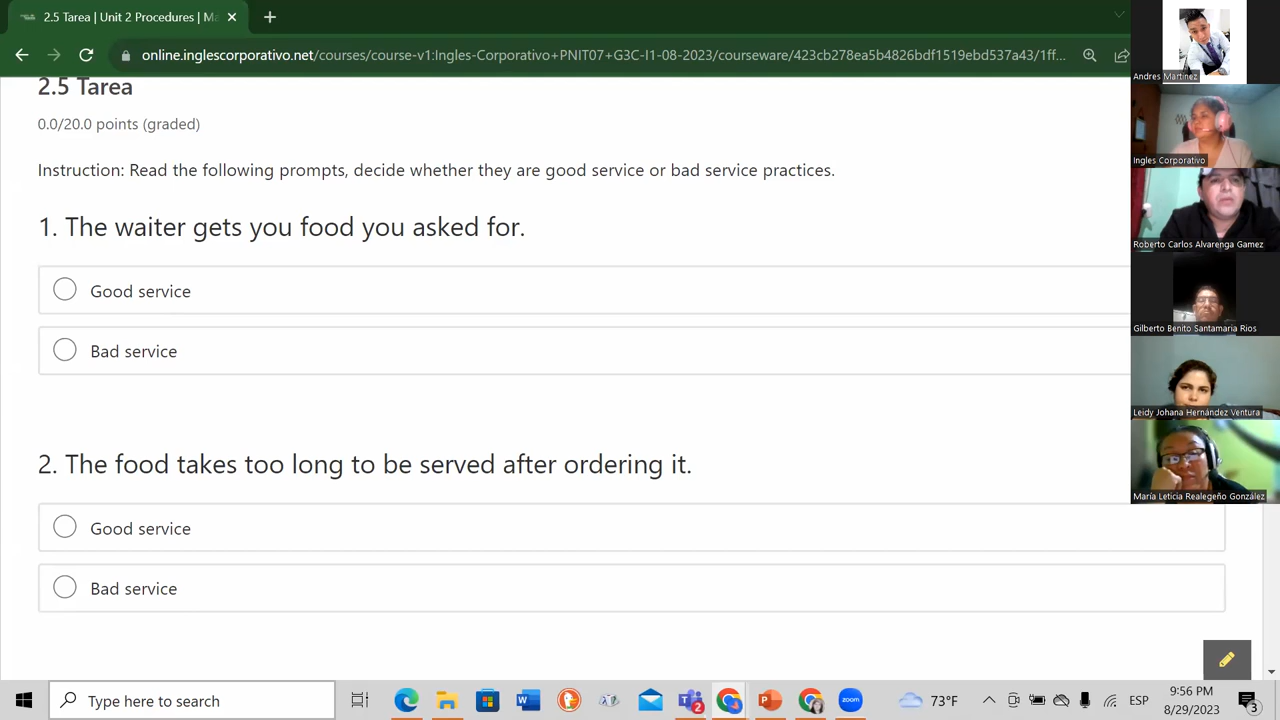 2.5 Tarea | Unit 2 Procedures | Ma
online.inglescorporativo.net/courses/course-v1:Ingles-Corporativo+PNIT07+G3C-I1-08-2023/courseware/423cb278ea5b4826bdf1519ebd537a43/1ff...
2.5 Tarea
0.0/20.0 points (graded)
Instruction: Read the following prompts, decide whether they are good service or bad service practices.
1. The waiter gets you food you asked for.
Good service
Bad service
2. The food takes too long to be served after ordering it.
Good service
Bad service
Andres Martinez
Ingles Corporativo
Roberto Carlos Alvarenga Gamez
Gilberto Benito Santamaria Rios
Leidy Johana Hernández Ventura
María Leticia Realegeño González
Type here to search
2
zoom
73°F
ESP
9:56 PM
8/29/2023
3